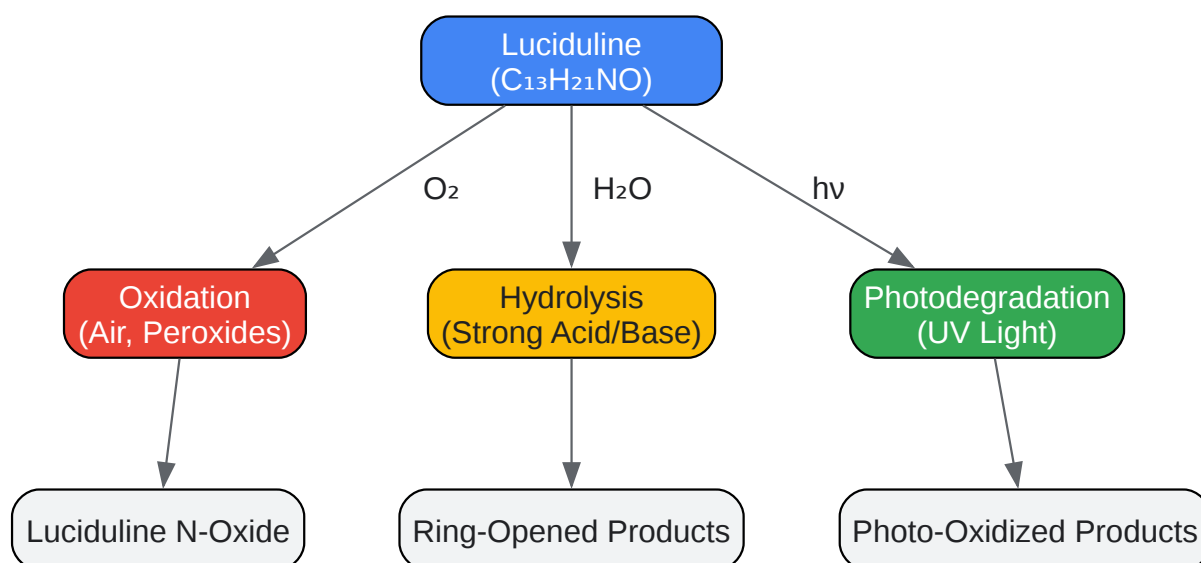 Luciduline
(C₁₃H₂₁NO)
O₂
H₂O
hν
Oxidation
(Air, Peroxides)
Hydrolysis
(Strong Acid/Base)
Photodegradation
(UV Light)
Luciduline N-Oxide
Ring-Opened Products
Photo-Oxidized Products